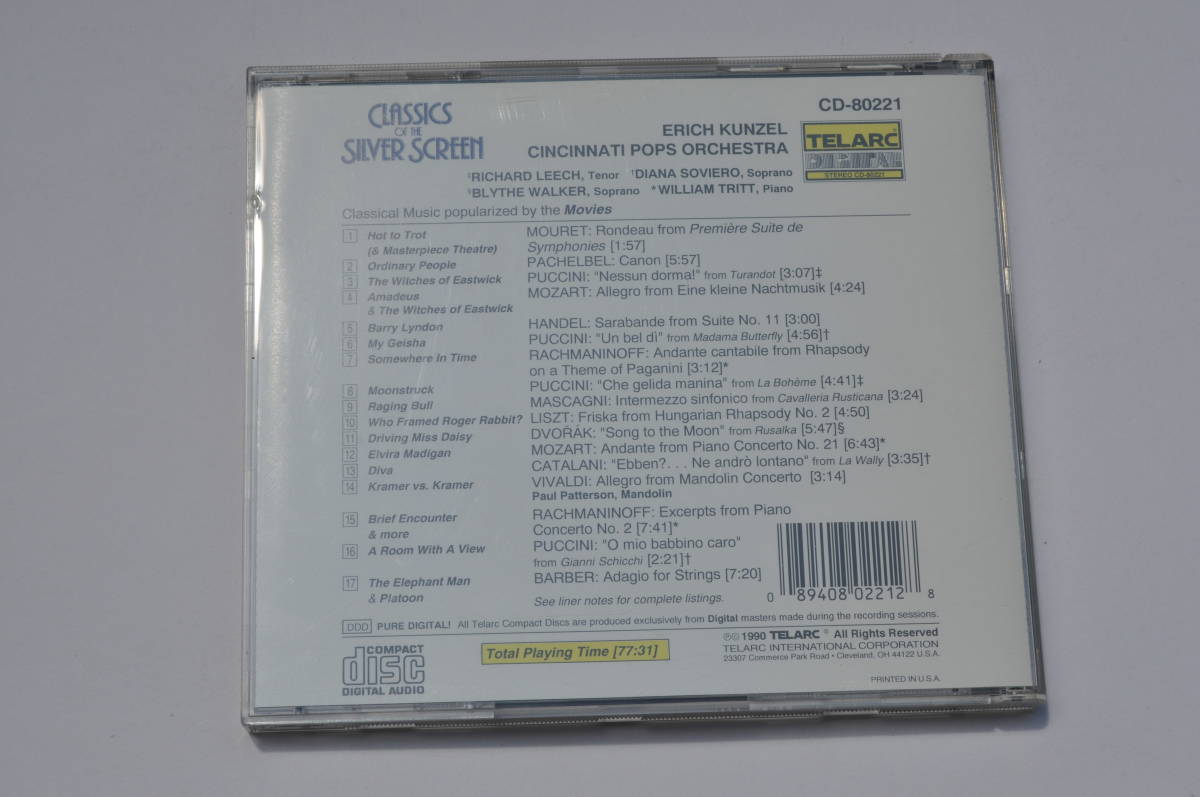 CLASSICS
OF THE
SILVER SCREEN
CD-80221
ERICH KUNZEL
CINCINNATI POPS ORCHESTRA
TELARC®
DIGITAL
STEREO CD-80221
‡RICHARD LEECH, Tenor †DIANA SOVIERO, Soprano
§BLYTHE WALKER, Soprano *WILLIAM TRITT, Piano
Classical Music popularized by the Movies
1 Hot to Trot MOURET: Rondeau from Première Suite de
(& Masterpiece Theatre) Symphonies [1:57]
2 Ordinary People PACHELBEL: Canon [5:57]
3 The Witches of Eastwick PUCCINI: "Nessun dorma!" from Turandot [3:07]‡
4 Amadeus MOZART: Allegro from Eine kleine Nachtmusik [4:24]
& The Witches of Eastwick
5 Barry Lyndon HANDEL: Sarabande from Suite No. 11 [3:00]
6 My Geisha PUCCINI: "Un bel dì" from Madama Butterfly [4:56]†
7 Somewhere In Time RACHMANINOFF: Andante cantabile from Rhapsody
on a Theme of Paganini [3:12]*
8 Moonstruck PUCCINI: "Che gelida manina" from La Bohème [4:41]‡
9 Raging Bull MASCAGNI: Intermezzo sinfonico from Cavalleria Rusticana [3:24]
10 Who Framed Roger Rabbit? LISZT: Friska from Hungarian Rhapsody No. 2 [4:50]
11 Driving Miss Daisy DVOŘÁK: "Song to the Moon" from Rusalka [5:47]§
12 Elvira Madigan MOZART: Andante from Piano Concerto No. 21 [6:43]*
13 Diva CATALANI: "Ebben?. . . Ne andrò lontano" from La Wally [3:35]†
14 Kramer vs. Kramer VIVALDI: Allegro from Mandolin Concerto [3:14]
Paul Patterson, Mandolin
15 Brief Encounter RACHMANINOFF: Excerpts from Piano
& more Concerto No. 2 [7:41]*
16 A Room With A View PUCCINI: "O mio babbino caro"
from Gianni Schicchi [2:21]†
17 The Elephant Man BARBER: Adagio for Strings [7:20]
& Platoon See liner notes for complete listings.
0 89408 02212 8
DDD PURE DIGITAL! All Telarc Compact Discs are produced exclusively from Digital masters made during the recording sessions.
COMPACT
disc
DIGITAL AUDIO
Total Playing Time [77:31]
℗© 1990 TELARC® All Rights Reserved
TELARC INTERNATIONAL CORPORATION
23307 Commerce Park Road • Cleveland, OH 44122 U.S.A.
PRINTED IN U.S.A.